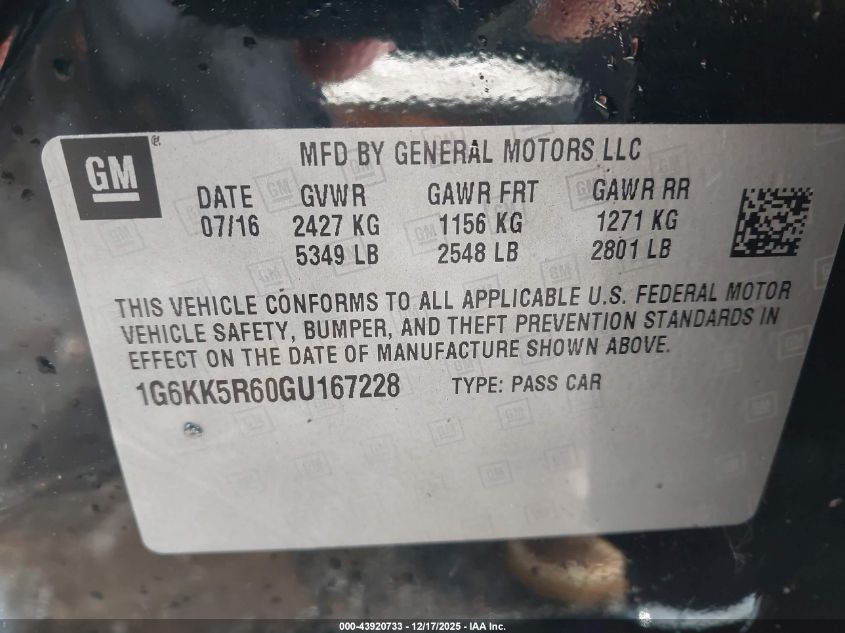 GM
MFD BY GENERAL MOTORS LLC
DATE GVWR GAWR FRT GAWR RR
07/16 2427 KG 1156 KG 1271 KG
5349 LB 2548 LB 2801 LB
THIS VEHICLE CONFORMS TO ALL APPLICABLE U.S. FEDERAL MOTOR
VEHICLE SAFETY, BUMPER, AND THEFT PREVENTION STANDARDS IN
EFFECT ON THE DATE OF MANUFACTURE SHOWN ABOVE.
1G6KK5R60GU167228 TYPE: PASS CAR
000-43920733 - 12/17/2025 - IAA Inc.